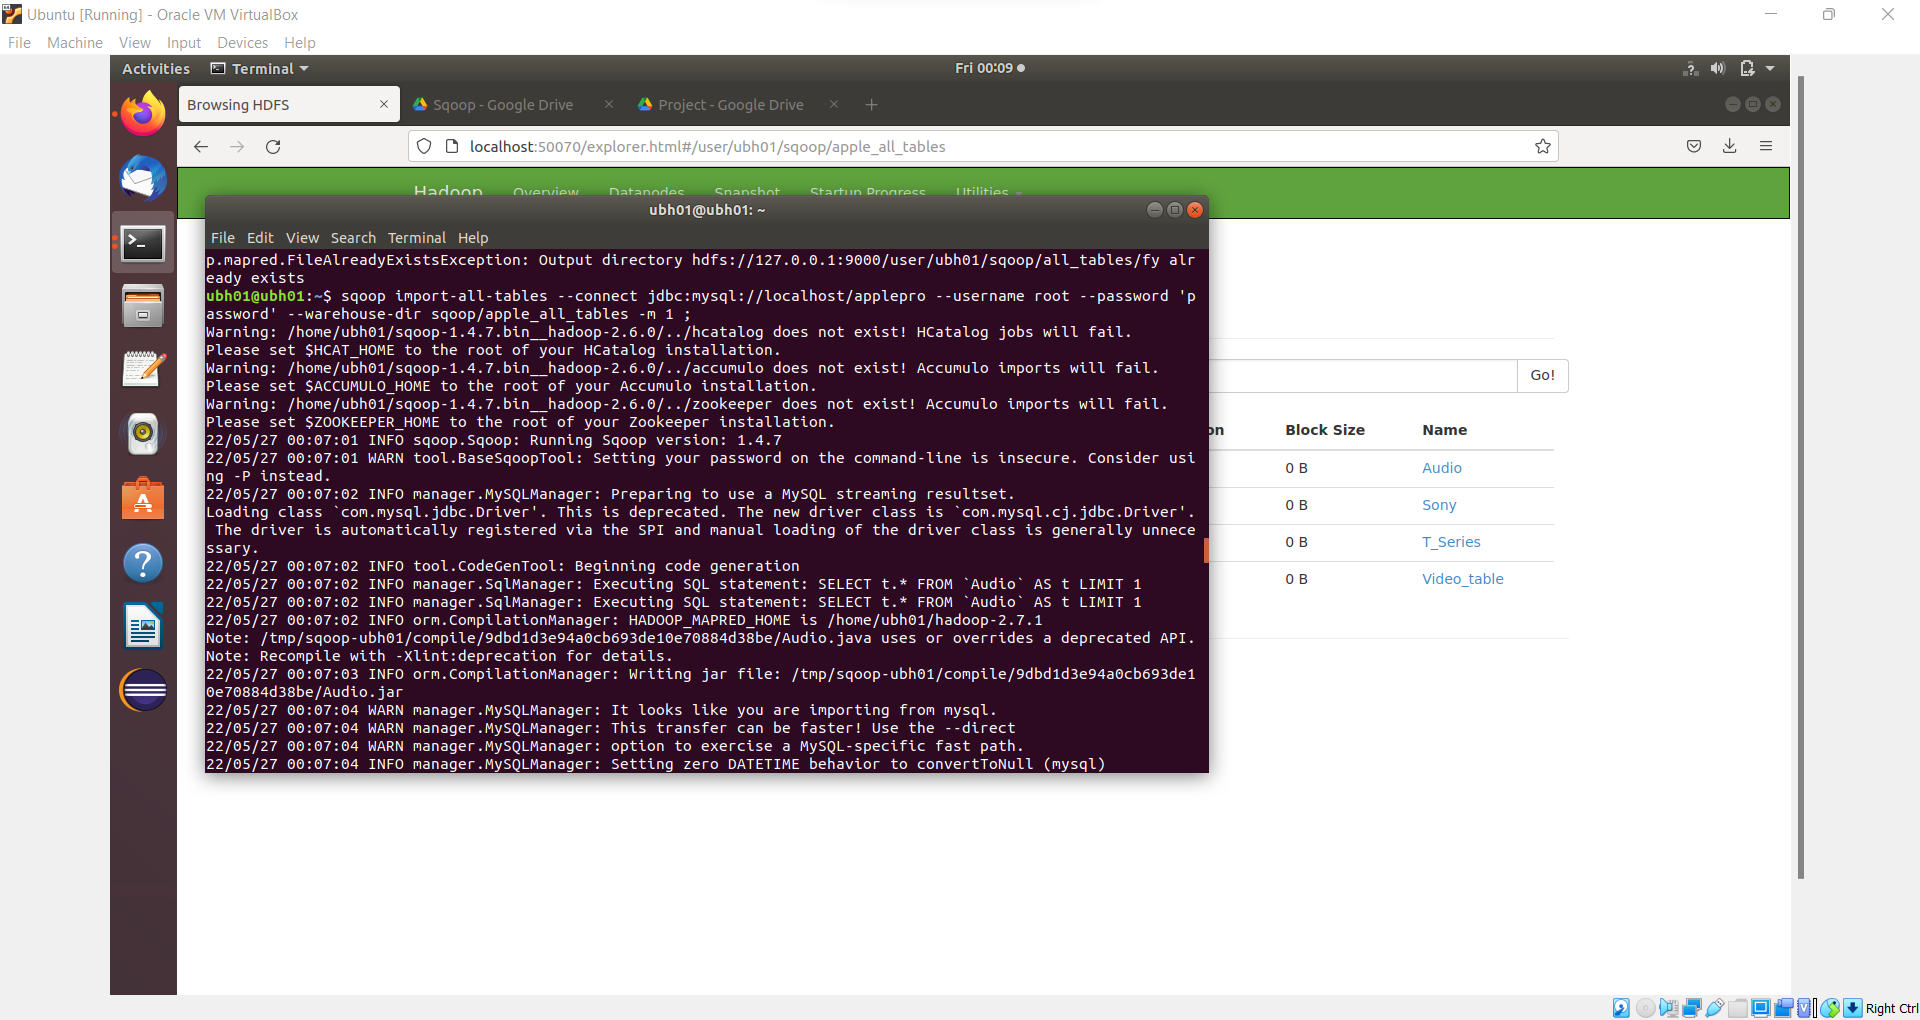 Ubuntu [Running] - Oracle VM VirtualBox
File Machine View Input Devices Help
Activities Terminal Fri 00:09
Browsing HDFS Sqoop - Google Drive Project - Google Drive
localhost:50070/explorer.html#/user/ubh01/sqoop/apple_all_tables
Hadoop Overview Datanodes Snapshot Startup Progress Utilities
ubh01@ubh01: ~
File Edit View Search Terminal Help
p.mapred.FileAlreadyExistsException: Output directory hdfs://127.0.0.1:9000/user/ubh01/sqoop/all_tables/fy alr
eady exists
ubh01@ubh01:~$ sqoop import-all-tables --connect jdbc:mysql://localhost/applepro --username root --password 'p
assword' --warehouse-dir sqoop/apple_all_tables -m 1 ;
Warning: /home/ubh01/sqoop-1.4.7.bin__hadoop-2.6.0/../hcatalog does not exist! HCatalog jobs will fail.
Please set $HCAT_HOME to the root of your HCatalog installation.
Warning: /home/ubh01/sqoop-1.4.7.bin__hadoop-2.6.0/../accumulo does not exist! Accumulo imports will fail.
Please set $ACCUMULO_HOME to the root of your Accumulo installation.
Warning: /home/ubh01/sqoop-1.4.7.bin__hadoop-2.6.0/../zookeeper does not exist! Accumulo imports will fail.
Please set $ZOOKEEPER_HOME to the root of your Zookeeper installation.
22/05/27 00:07:01 INFO sqoop.Sqoop: Running Sqoop version: 1.4.7
22/05/27 00:07:01 WARN tool.BaseSqoopTool: Setting your password on the command-line is insecure. Consider usi
ng -P instead.
22/05/27 00:07:02 INFO manager.MySQLManager: Preparing to use a MySQL streaming resultset.
Loading class `com.mysql.jdbc.Driver'. This is deprecated. The new driver class is `com.mysql.cj.jdbc.Driver'.
 The driver is automatically registered via the SPI and manual loading of the driver class is generally unnece
ssary.
22/05/27 00:07:02 INFO tool.CodeGenTool: Beginning code generation
22/05/27 00:07:02 INFO manager.SqlManager: Executing SQL statement: SELECT t.* FROM `Audio` AS t LIMIT 1
22/05/27 00:07:02 INFO manager.SqlManager: Executing SQL statement: SELECT t.* FROM `Audio` AS t LIMIT 1
22/05/27 00:07:02 INFO orm.CompilationManager: HADOOP_MAPRED_HOME is /home/ubh01/hadoop-2.7.1
Note: /tmp/sqoop-ubh01/compile/9dbd1d3e94a0cb693de10e70884d38be/Audio.java uses or overrides a deprecated API.
Note: Recompile with -Xlint:deprecation for details.
22/05/27 00:07:03 INFO orm.CompilationManager: Writing jar file: /tmp/sqoop-ubh01/compile/9dbd1d3e94a0cb693de1
0e70884d38be/Audio.jar
22/05/27 00:07:04 WARN manager.MySQLManager: It looks like you are importing from mysql.
22/05/27 00:07:04 WARN manager.MySQLManager: This transfer can be faster! Use the --direct
22/05/27 00:07:04 WARN manager.MySQLManager: option to exercise a MySQL-specific fast path.
22/05/27 00:07:04 INFO manager.MySQLManager: Setting zero DATETIME behavior to convertToNull (mysql)
Go!
on Block Size Name
0 B Audio
0 B Sony
0 B T_Series
0 B Video_table
Right Ctrl